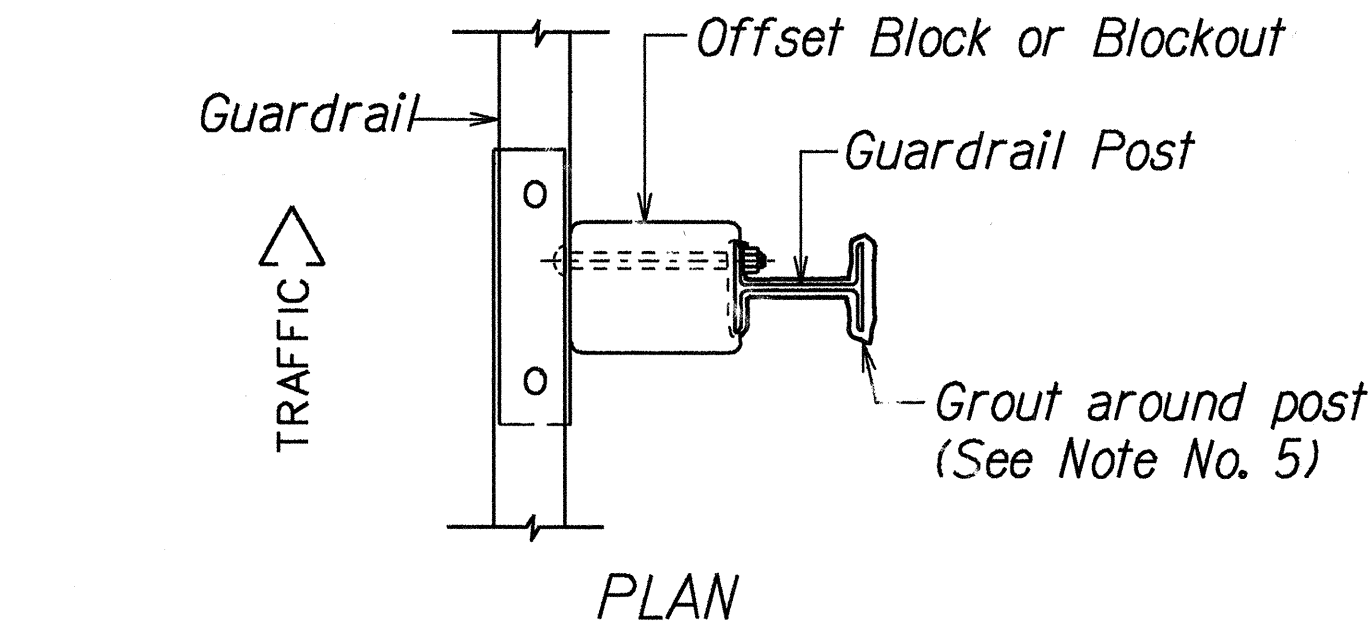 Offset Block or Blockout
Guardrail
Guardrail Post
TRAFFIC
Grout around post
(See Note No. 5)
PLAN